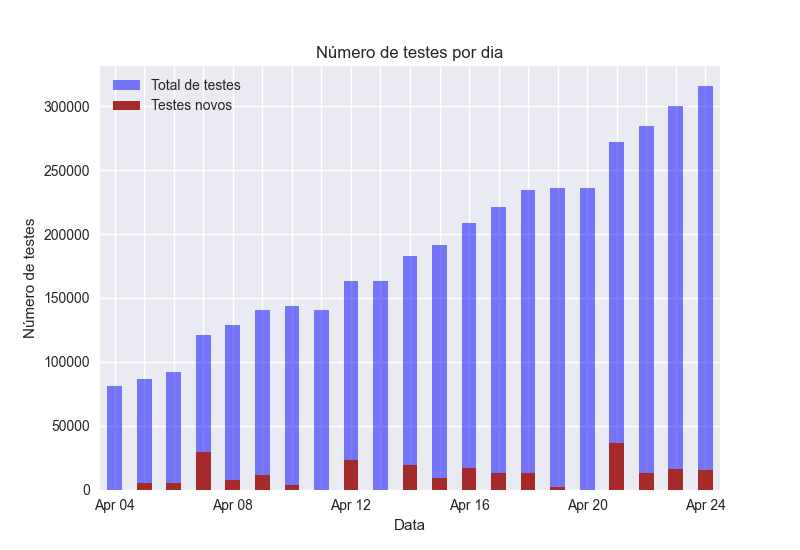 Número de testes por dia
Total de testes
Testes novos
300000
250000
200000
150000
100000
50000
0
Número de testes
Apr 04 Apr 08 Apr 12 Apr 16 Apr 20 Apr 24
Data